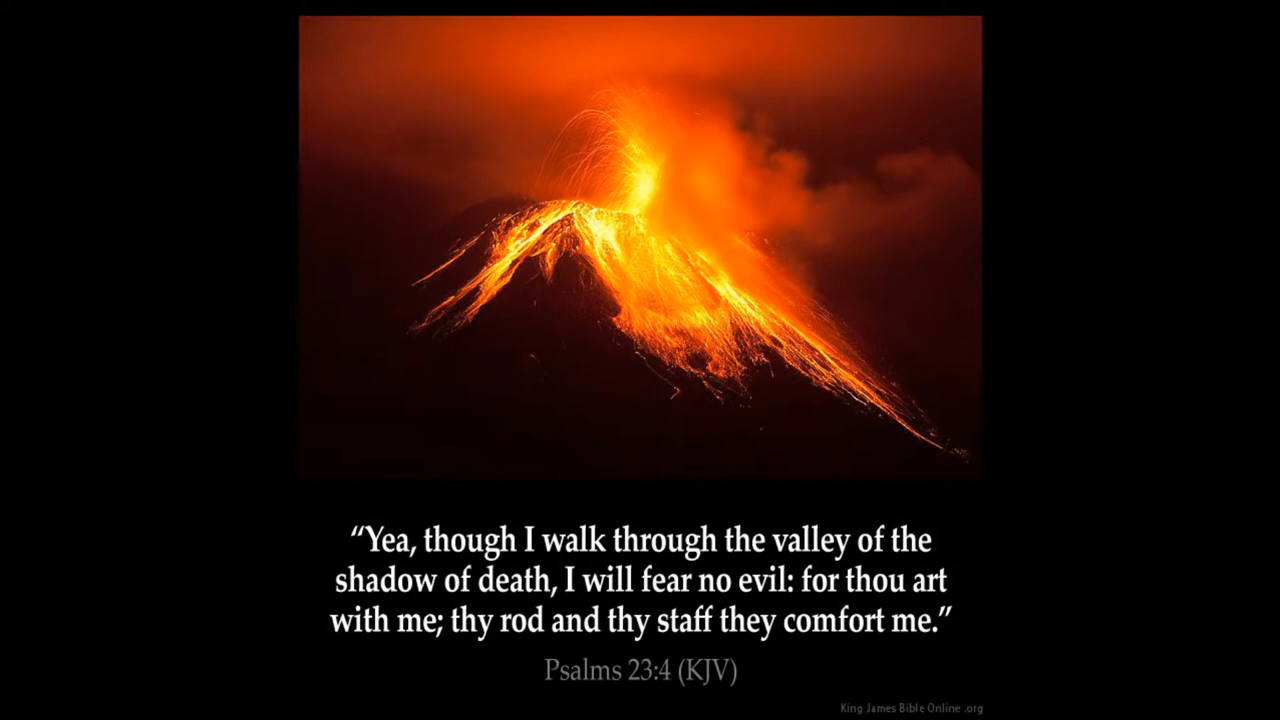 “Yea, though I walk through the valley of the
shadow of death, I will fear no evil: for thou art
with me; thy rod and thy staff they comfort me.”
Psalms 23:4 (KJV)
King James Bible Online .org